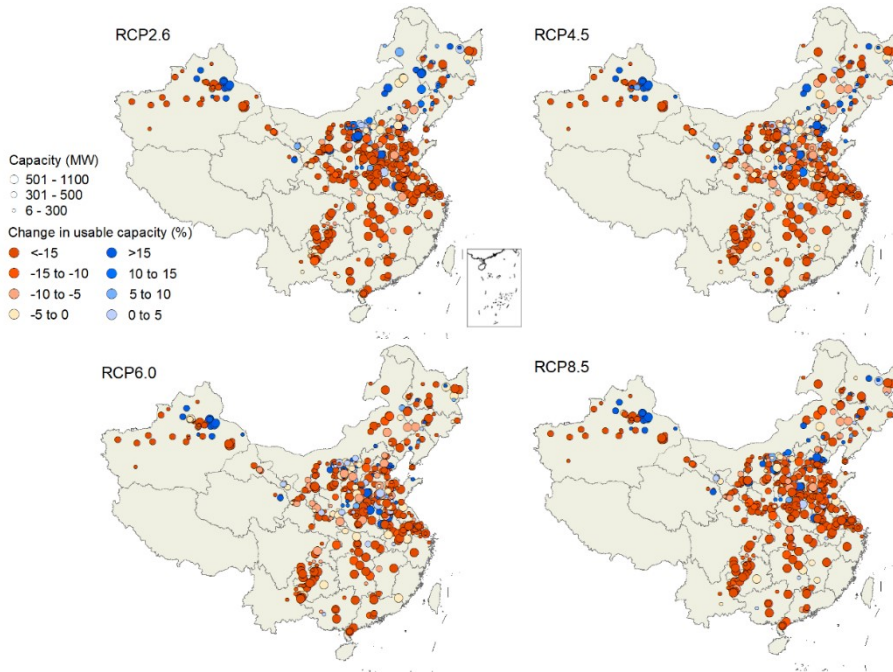 RCP2.6
RCP4.5
Capacity (MW)
501 - 1100
301 - 500
6 - 300
Change in usable capacity (%)
<-15
>15
-15 to -10
10 to 15
-10 to -5
5 to 10
-5 to 0
0 to 5
RCP6.0
RCP8.5